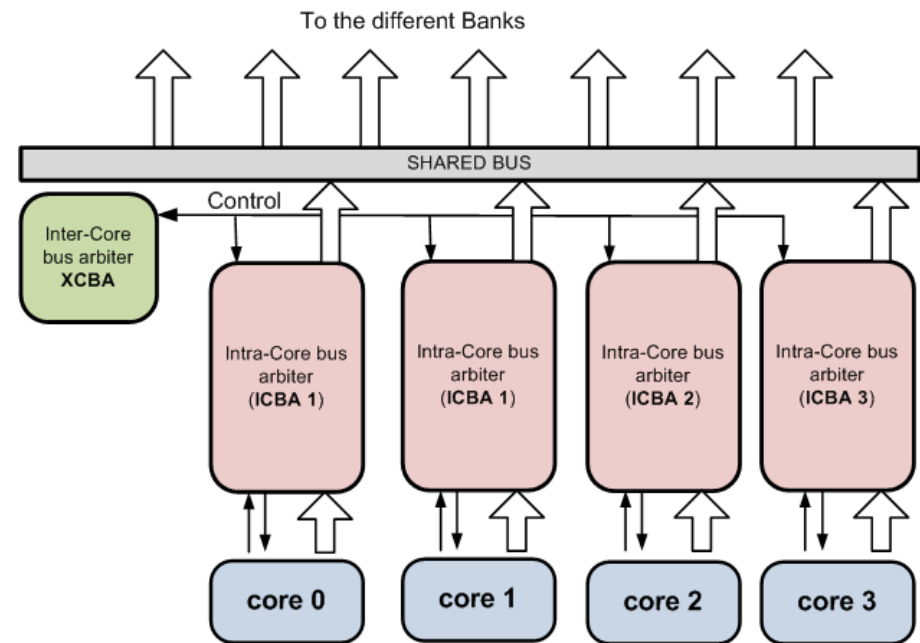 To the different Banks
SHARED BUS
Control
Inter-Core
bus arbiter
XCBA
Intra-Core bus
arbiter
(ICBA 1)
Intra-Core bus
arbiter
(ICBA 1)
Intra-Core bus
arbiter
(ICBA 2)
Intra-Core bus
arbiter
(ICBA 3)
core 0
core 1
core 2
core 3